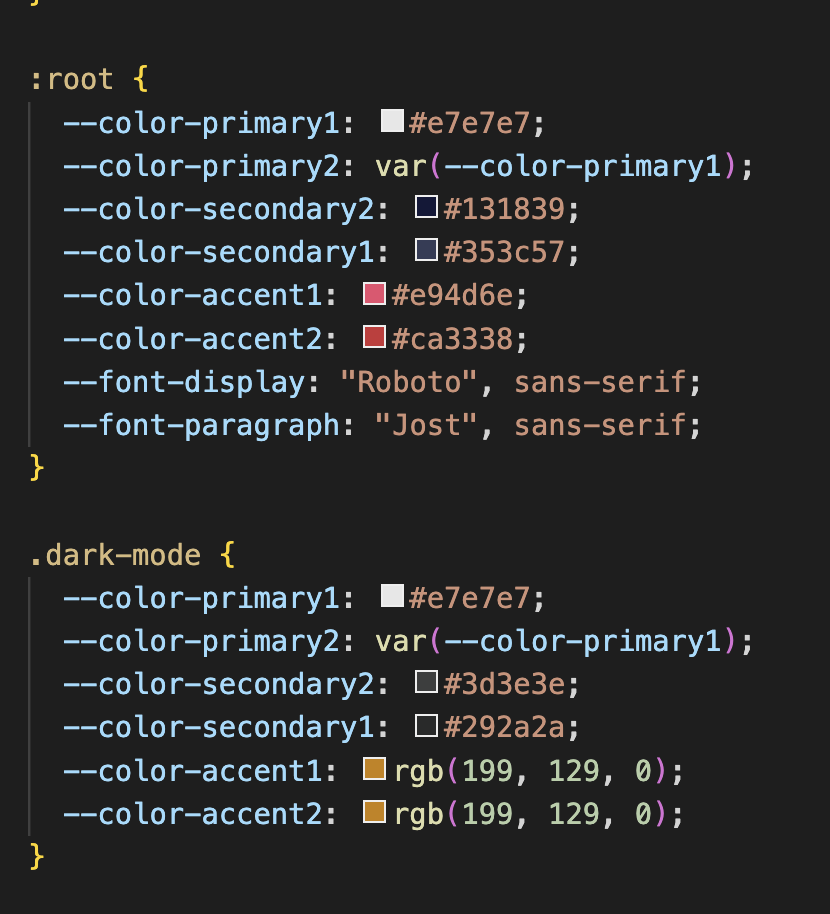 }
:root {
--color-primary1: #e7e7e7;
--color-primary2: var(--color-primary1);
--color-secondary2: #131839;
--color-secondary1: #353c57;
--color-accent1: #e94d6e;
--color-accent2: #ca3338;
--font-display: "Roboto", sans-serif;
--font-paragraph: "Jost", sans-serif;
}
.dark-mode {
--color-primary1: #e7e7e7;
--color-primary2: var(--color-primary1);
--color-secondary2: #3d3e3e;
--color-secondary1: #292a2a;
--color-accent1: rgb(199, 129, 0);
--color-accent2: rgb(199, 129, 0);
}